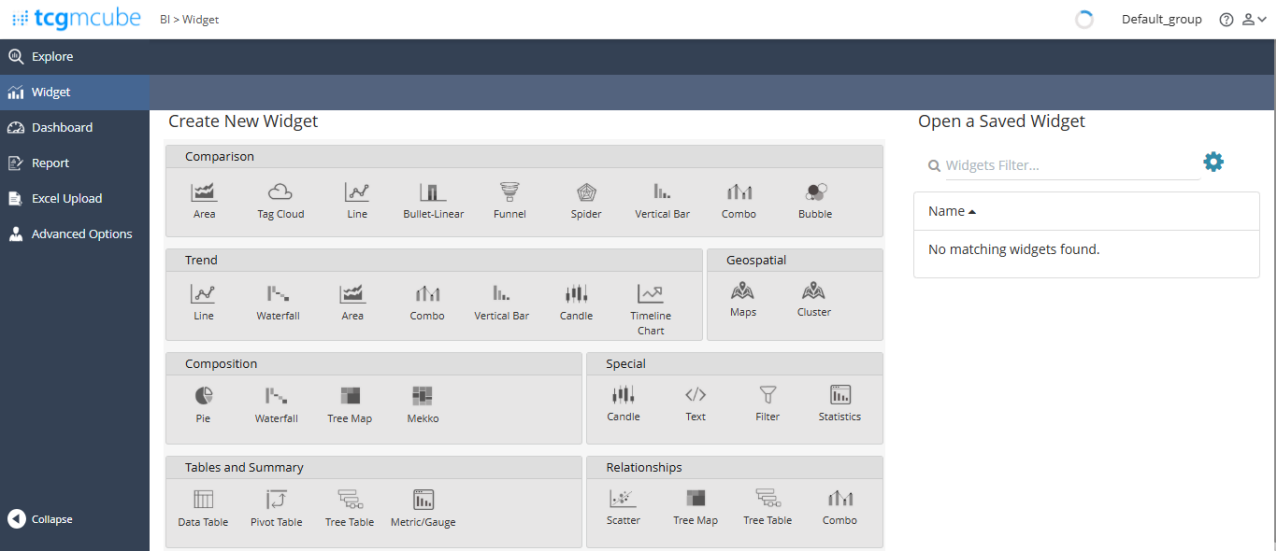 tcgmcube
BI > Widget
Default_group
Explore
Widget
Dashboard
Report
Excel Upload
Advanced Options
Collapse
Create New Widget
Comparison
Area
Tag Cloud
Line
Bullet-Linear
Funnel
Spider
Vertical Bar
Combo
Bubble
Trend
Line
Waterfall
Area
Combo
Vertical Bar
Candle
Timeline
Chart
Geospatial
Maps
Cluster
Composition
Pie
Waterfall
Tree Map
Mekko
Special
Candle
Text
Filter
Statistics
Tables and Summary
Data Table
Pivot Table
Tree Table
Metric/Gauge
Relationships
Scatter
Tree Map
Tree Table
Combo
Open a Saved Widget
Widgets Filter...
Name
No matching widgets found.